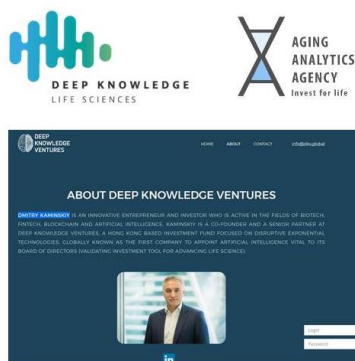 DEEP KNOWLEDGE
LIFE SCIENCES
AGING
ANALYTICS
AGENCY
Invest for life
DEEP
KNOWLEDGE
VENTURES
HOME ABOUT CONTACT info@dkv.global
ABOUT DEEP KNOWLEDGE VENTURES
DMITRY KAMINSKIY IS AN INNOVATIVE ENTREPRENEUR AND INVESTOR WHO IS ACTIVE IN THE FIELDS OF BIOTECH,
FINTECH, BLOCKCHAIN AND ARTIFICIAL INTELLIGENCE. KAMINSKIY IS A CO-FOUNDER AND A SENIOR PARTNER AT
DEEP KNOWLEDGE VENTURES, A HONG KONG BASED INVESTMENT FUND FOCUSED ON DISRUPTIVE EXPONENTIAL
TECHNOLOGIES, GLOBALLY KNOWN AS THE FIRST COMPANY TO APPOINT ARTIFICIAL INTELLIGENCE VITAL TO ITS
BOARD OF DIRECTORS (VALIDATING INVESTMENT TOOL FOR ADVANCING LIFE SCIENCE)
Login
Password
in